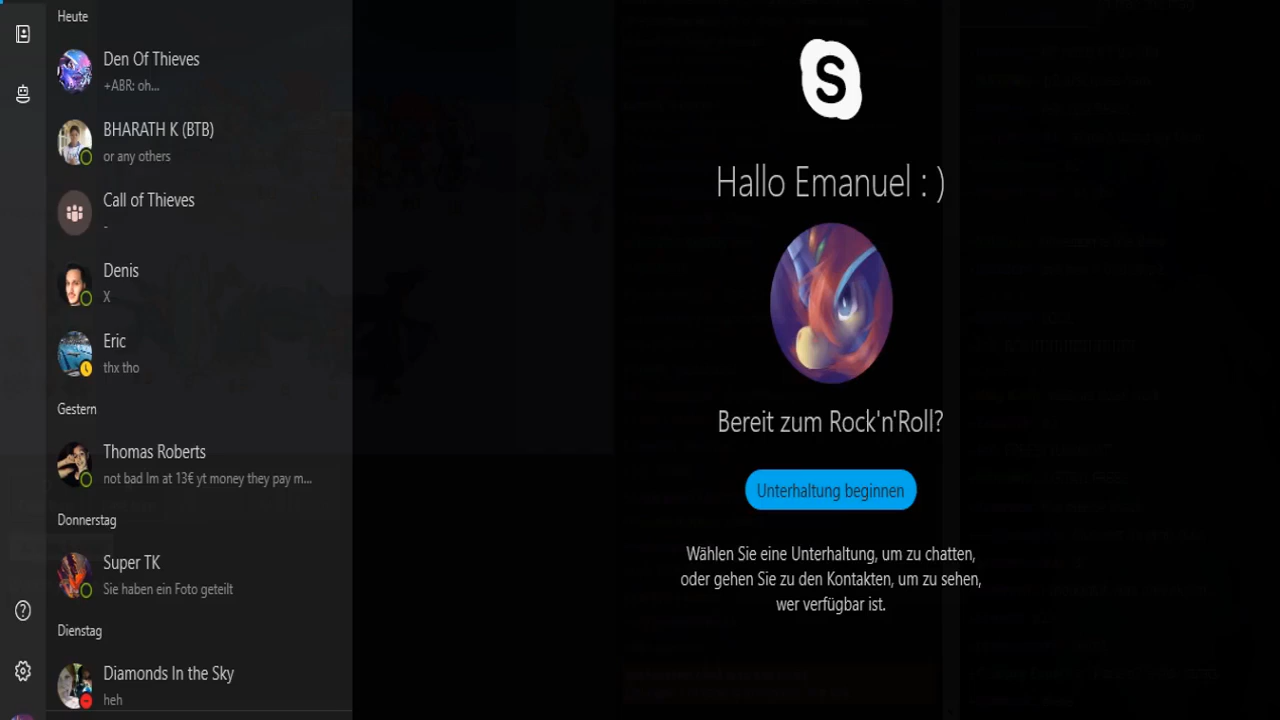 Heute
Den Of Thieves
+ABR: oh...
BHARATH K (BTB)
or any others
Call of Thieves
-
Denis
X
Eric
thx tho
Gestern
Thomas Roberts
not bad Im at 13€ yt money they pay m...
Donnerstag
Super TK
Sie haben ein Foto geteilt
Dienstag
Diamonds In the Sky
heh
S
Hallo Emanuel : )
Bereit zum Rock'n'Roll?
Unterhaltung beginnen
Wählen Sie eine Unterhaltung, um zu chatten,
oder gehen Sie zu den Kontakten, um zu sehen,
wer verfügbar ist.